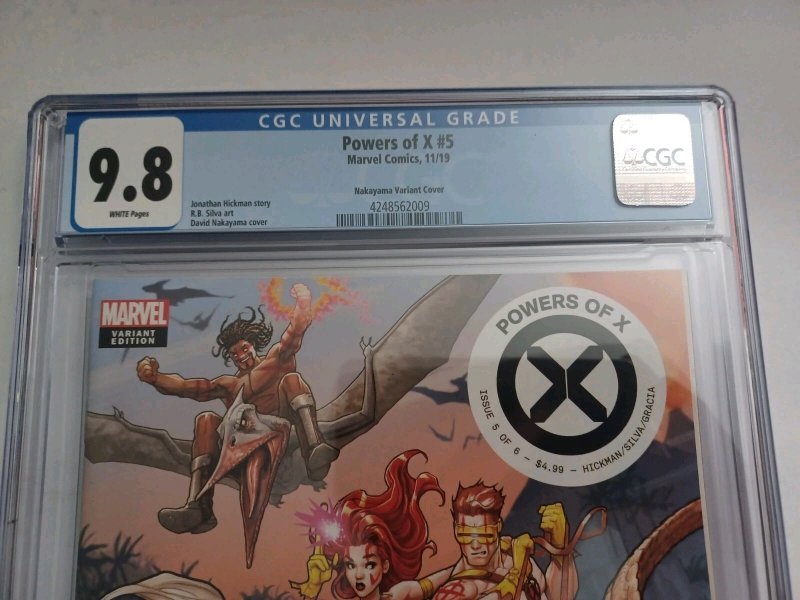 CGC UNIVERSAL GRADE
9.8
WHITE Pages
Powers of X #5
Marvel Comics, 11/19
Nakayama Variant Cover
Jonathan Hickman story
R.B. Silva art
David Nakayama cover
4248562009
CGC
MARVEL
VARIANT
EDITION
POWERS OF X
X
ISSUE 5 OF 6 – $4.99 – HICKMAN/SILVA/GRACIA